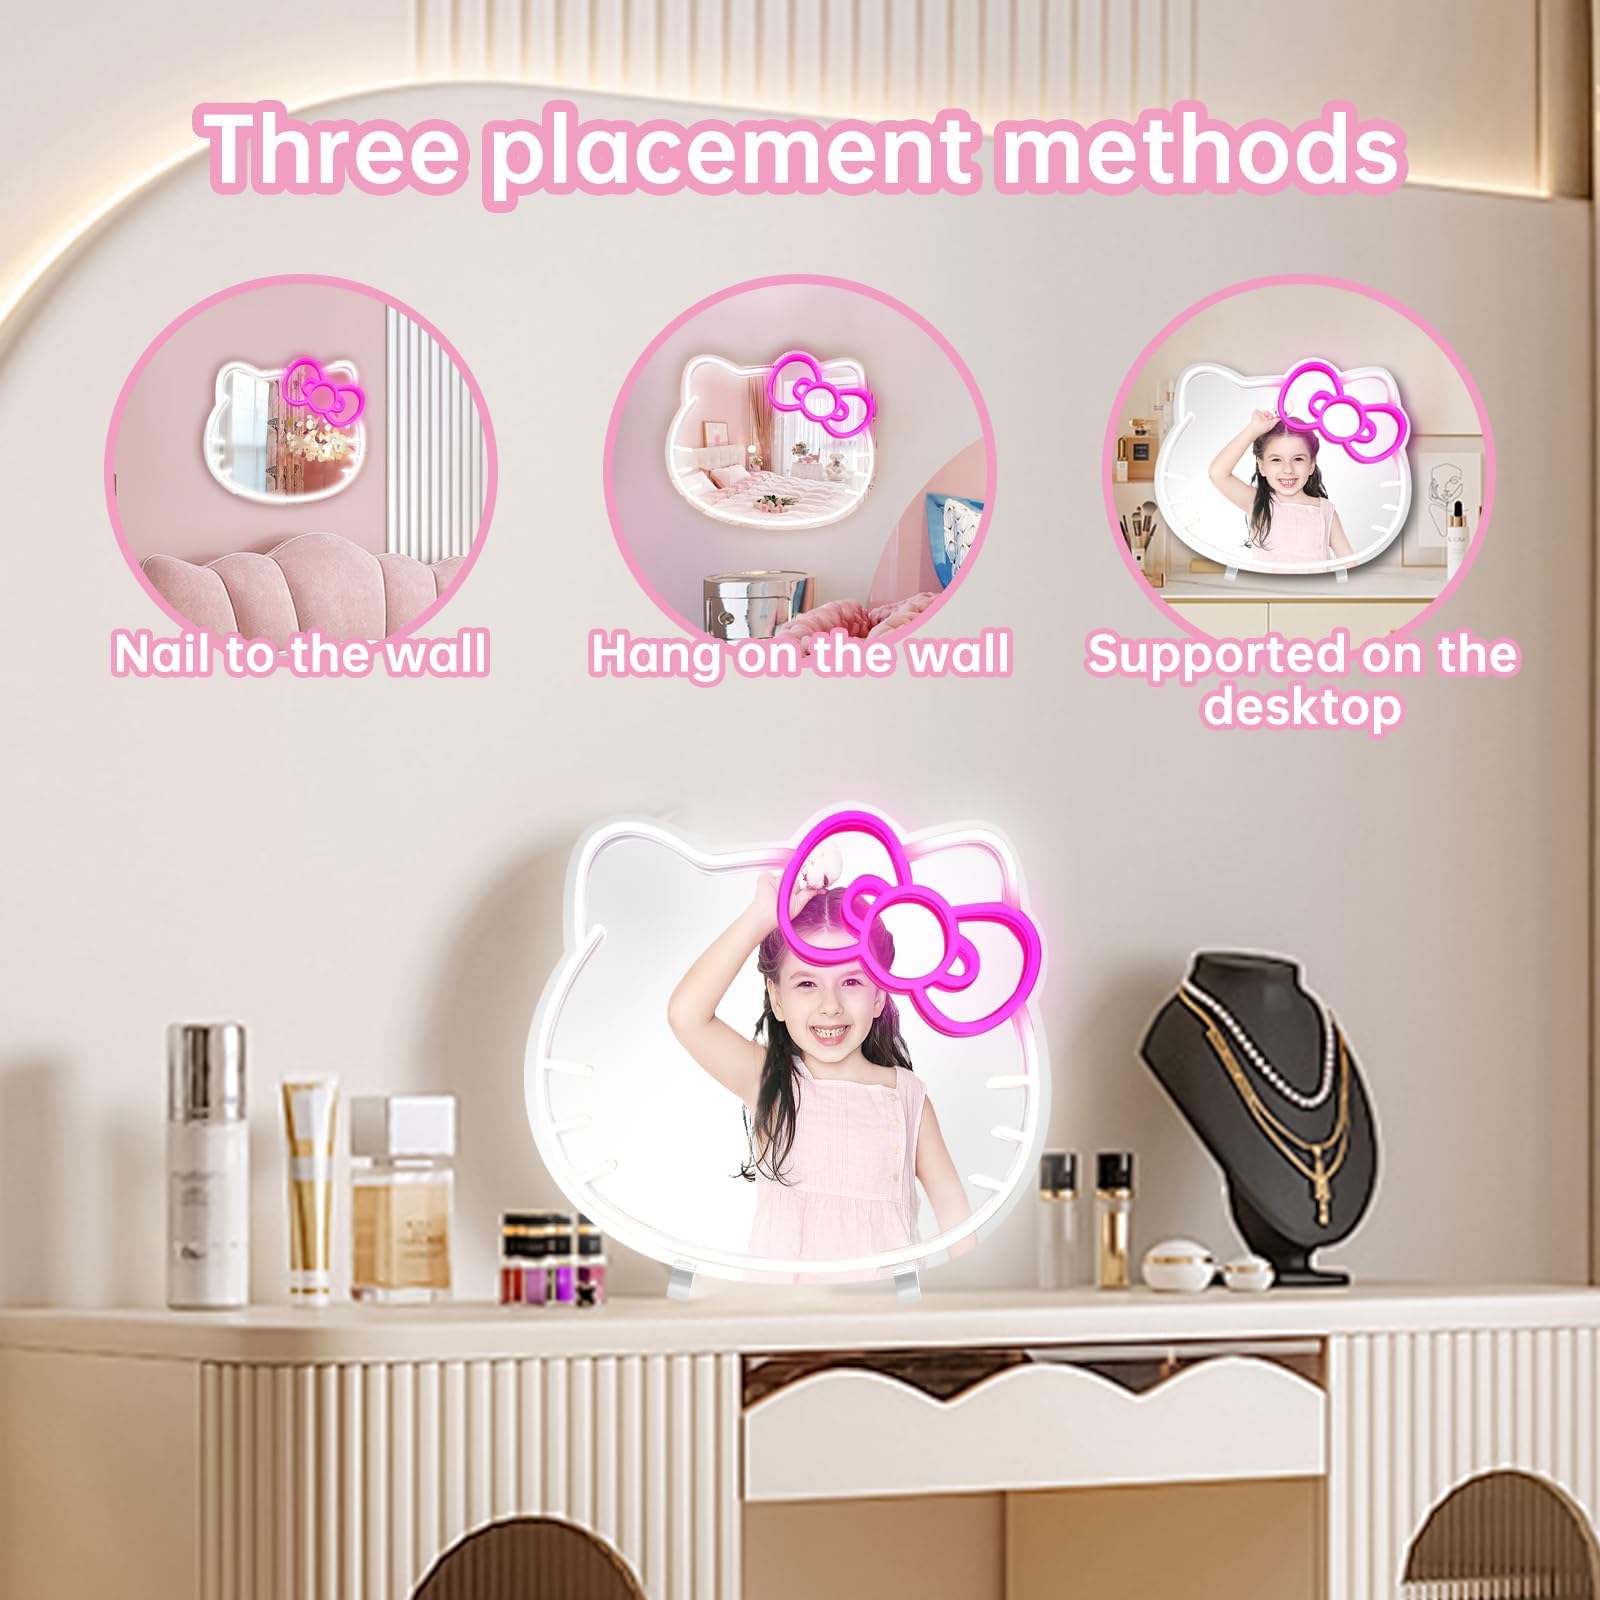 Three placement methods
Nail to the wall
Hang on the wall
Supported on the
desktop